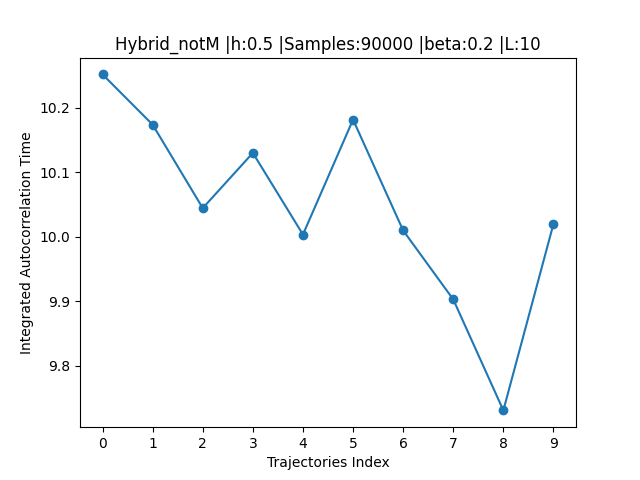 Hybrid_notM |h:0.5 |Samples:90000 |beta:0.2 |L:10
Integrated Autocorrelation Time
10.2
10.1
10.0
9.9
9.8
0 1 2 3 4 5 6 7 8 9
Trajectories Index